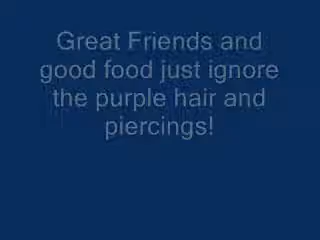 Great Friends and
good food just ignore
the purple hair and
piercings!